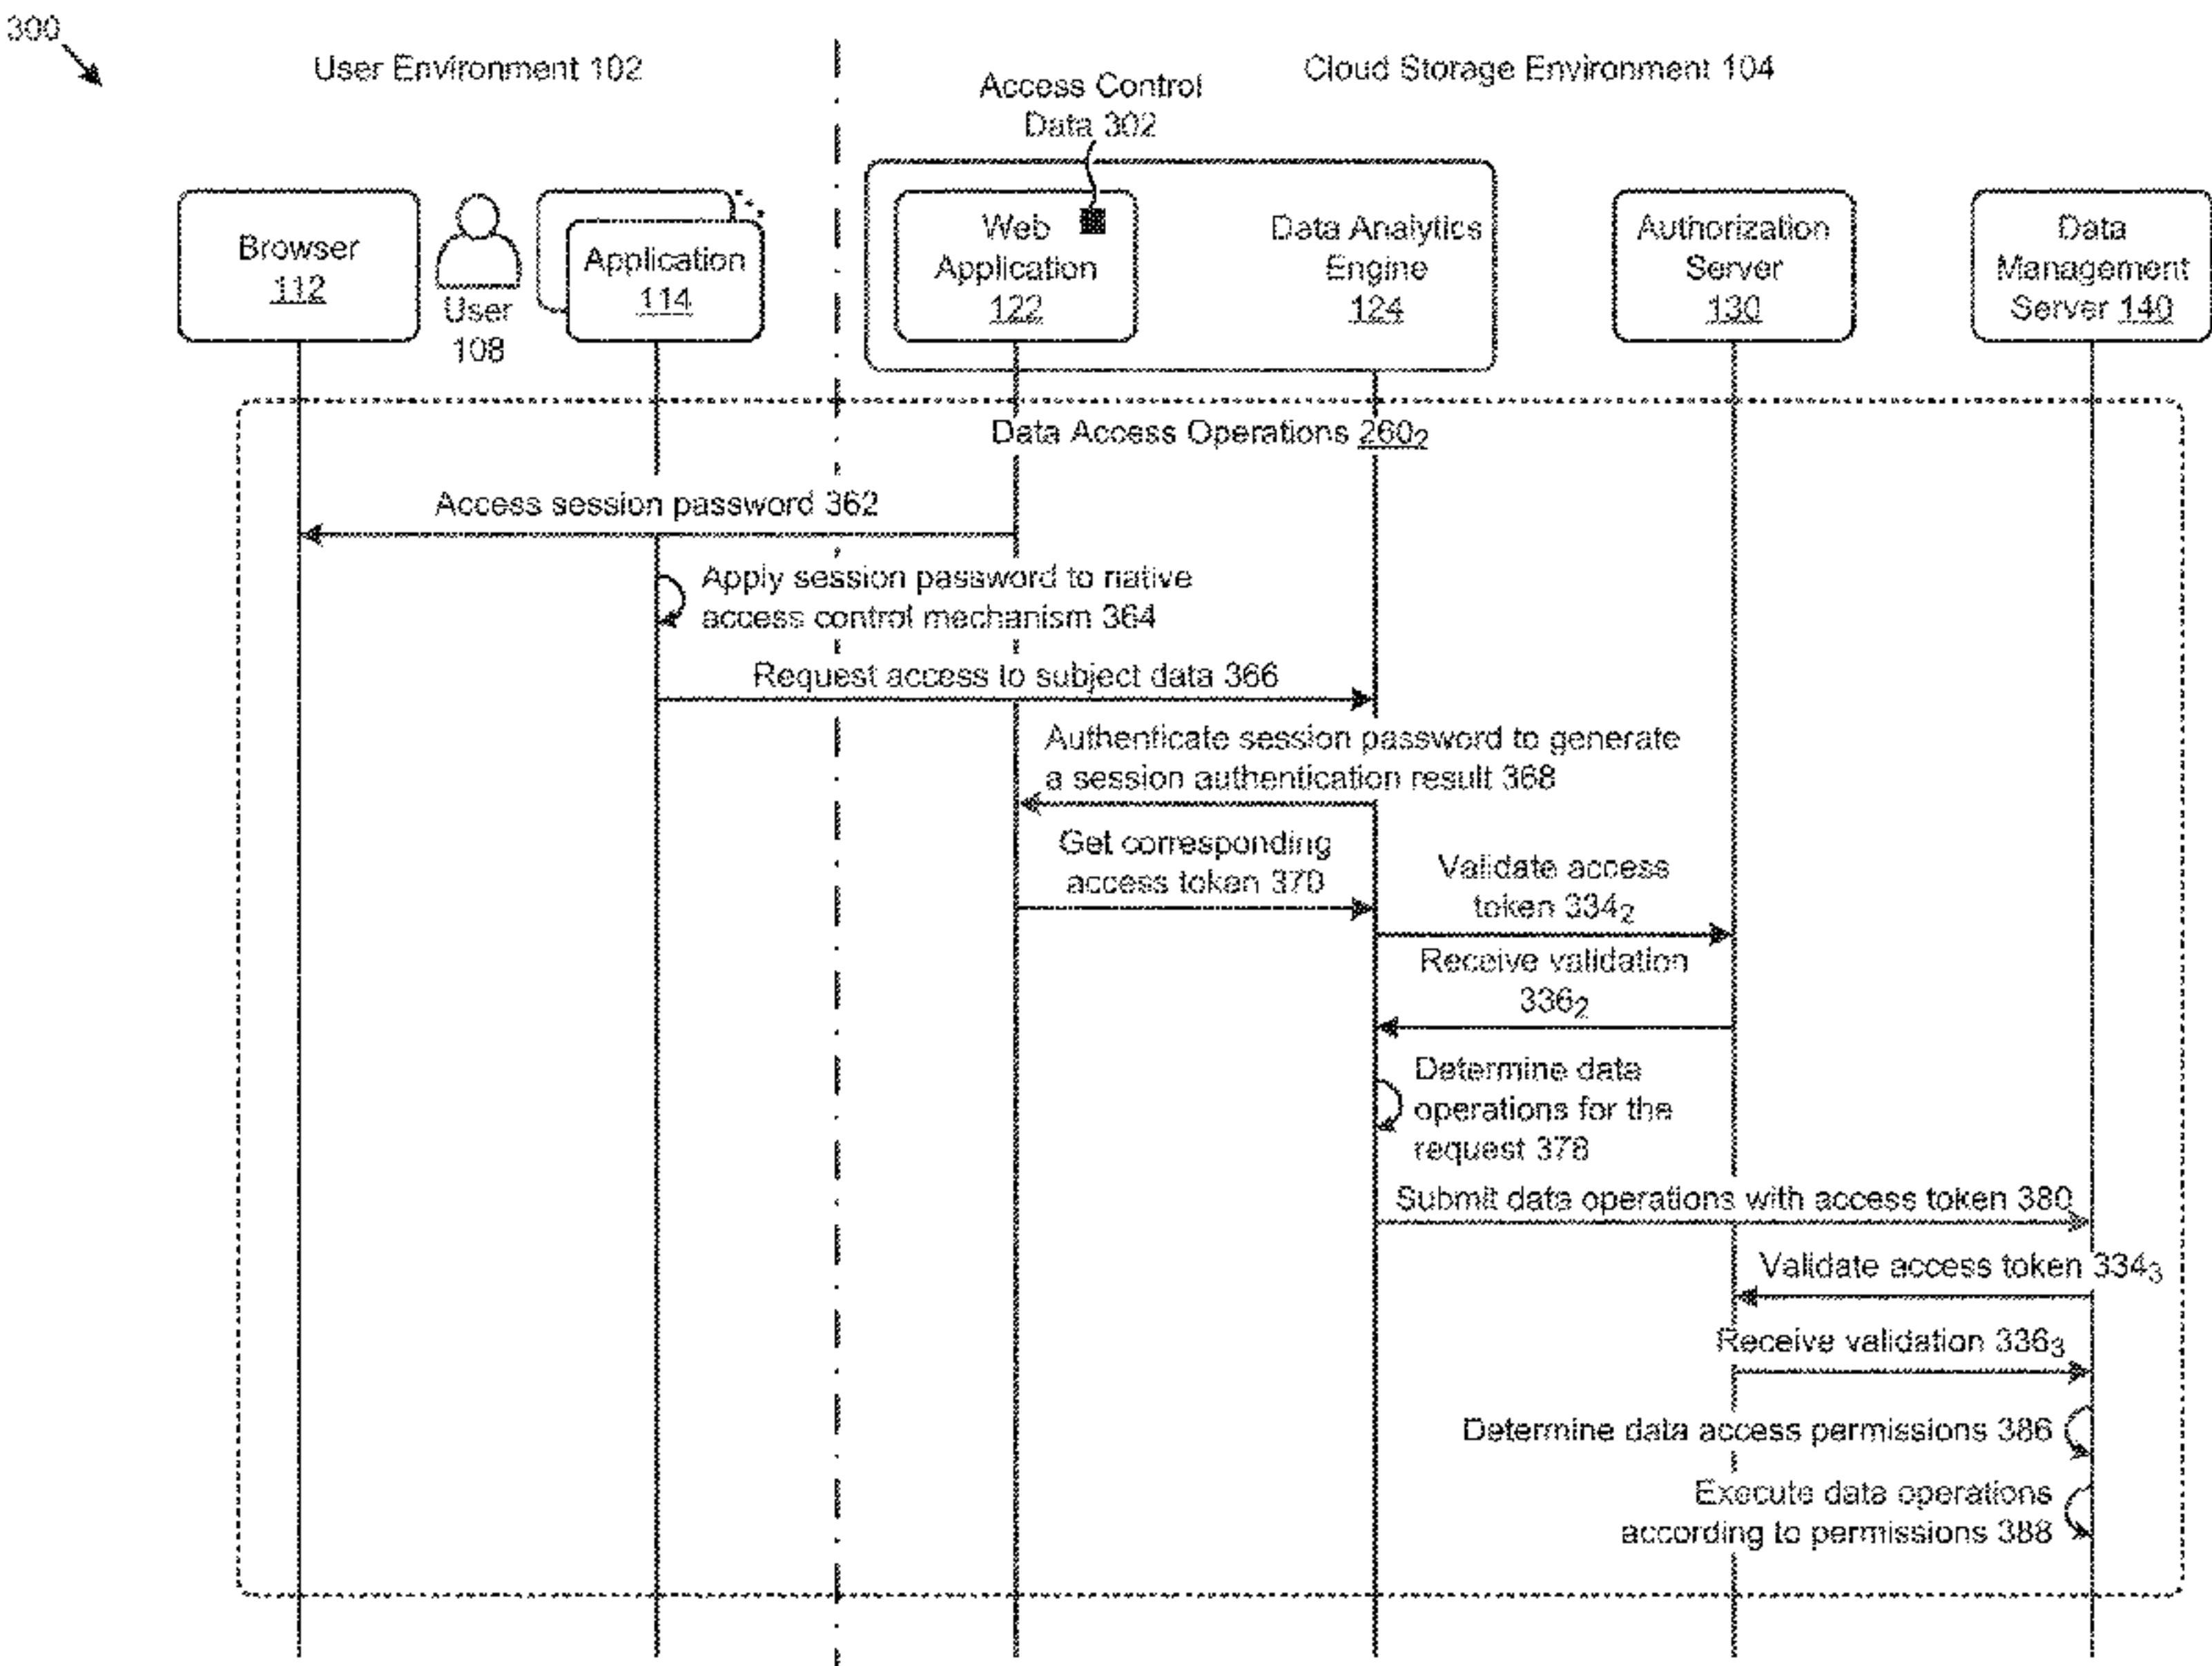 300
User Environment 102
Cloud Storage Environment 104
Access Control
Data 302
Browser
112
User
108
Application
114
Web
Application
122
Data Analytics
Engine
124
Authorization
Server
130
Data
Management
Server 140
Data Access Operations 260₂
Access session password 362
Apply session password to native
access control mechanism 364
Request access to subject data 366
Authenticate session password to generate
a session authentication result 368
Get corresponding
access token 370
Validate access
token 334₂
Receive validation
336₂
Determine data
operations for the
request 378
Submit data operations with access token 380
Validate access token 334₃
Receive validation 336₃
Determine data access permissions 386
Execute data operations
according to permissions 388